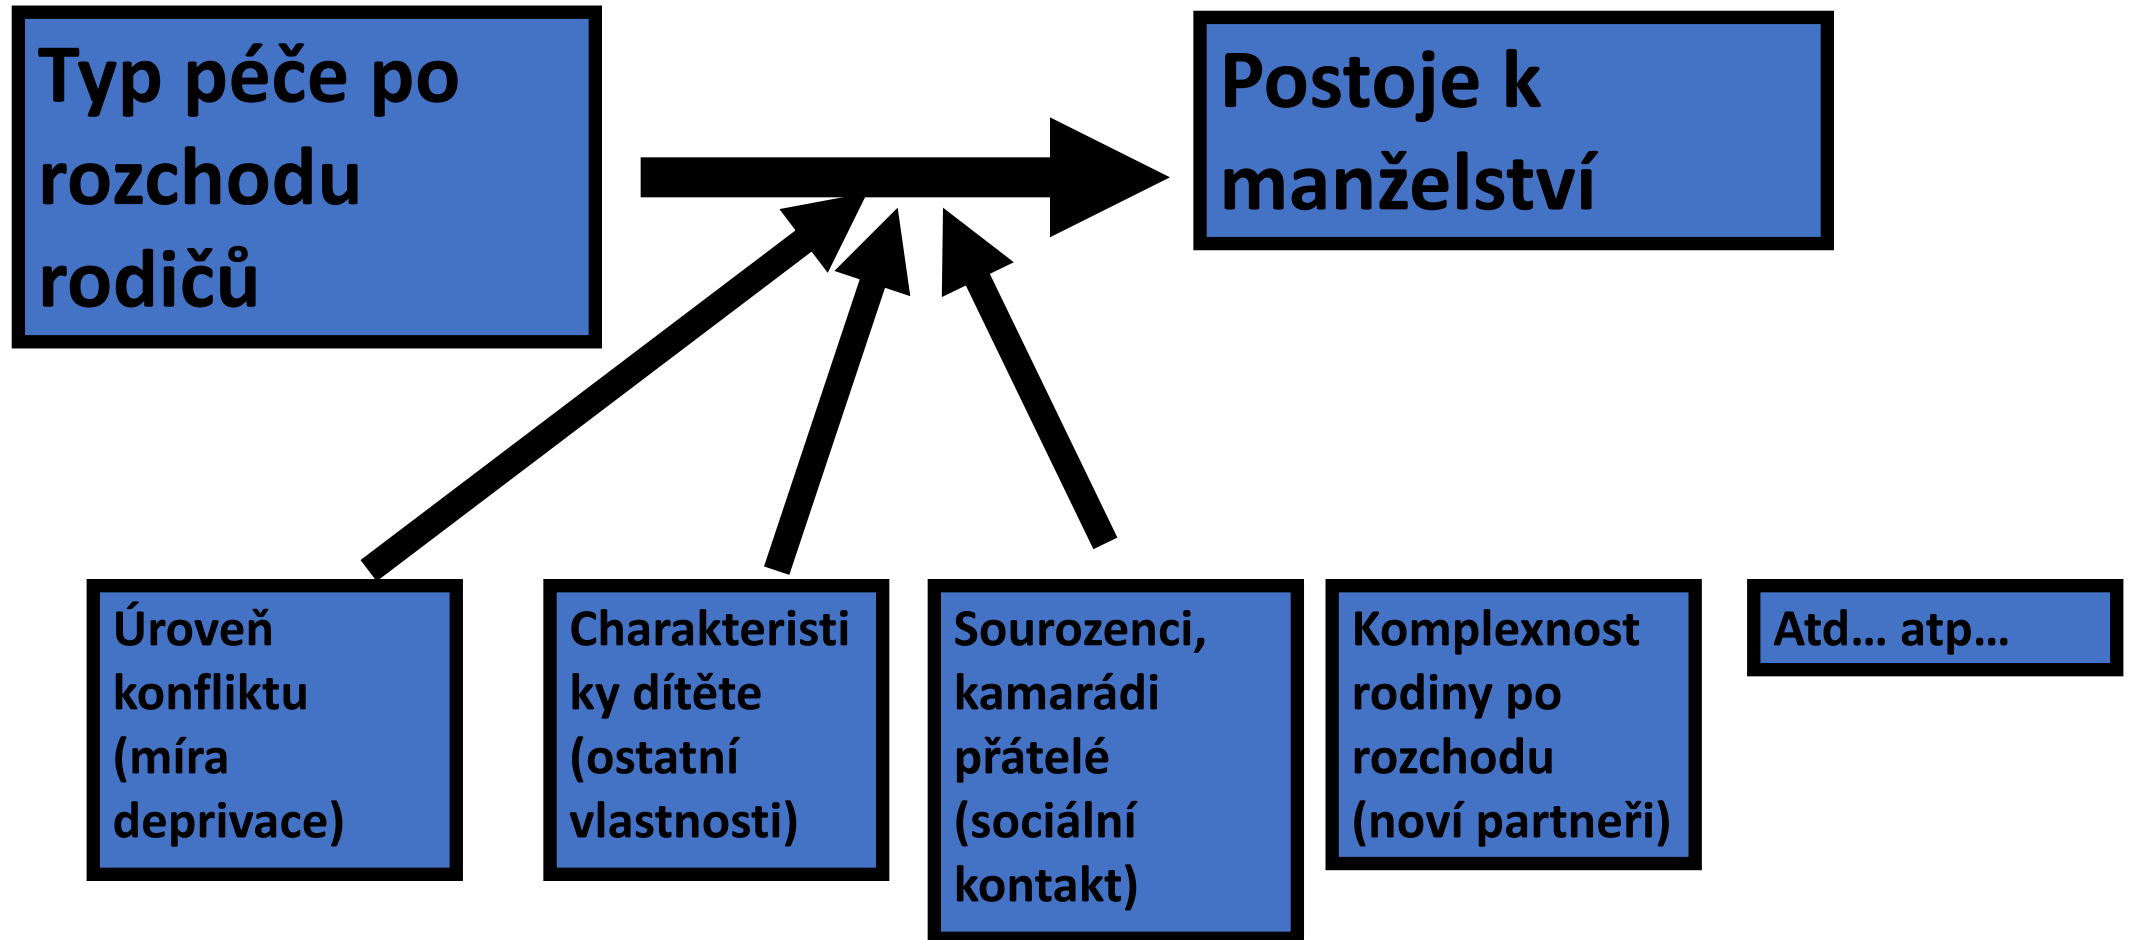 Typ péče po
rozchodu
rodičů
Postoje k
manželství
Úroveň
konfliktu
(míra
deprivace)
Charakteristi
ky dítěte
(ostatní
vlastnosti)
Sourozenci,
kamarádi
přátelé
(sociální
kontakt)
Komplexnost
rodiny po
rozchodu
(noví partneři)
Atd... atp...